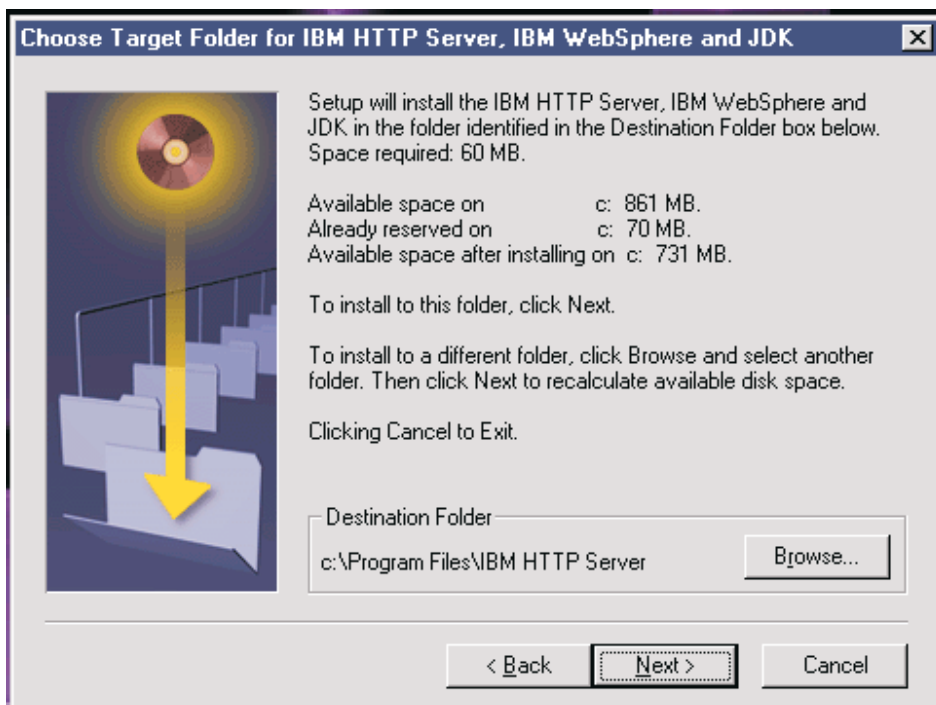 Choose Target Folder for IBM HTTP Server, IBM WebSphere and JDK
Setup will install the IBM HTTP Server, IBM WebSphere and
JDK in the folder identified in the Destination Folder box below.
Space required: 60 MB.
Available space on c: 861 MB.
Already reserved on c: 70 MB.
Available space after installing on c: 731 MB.
To install to this folder, click Next.
To install to a different folder, click Browse and select another
folder. Then click Next to recalculate available disk space.
Clicking Cancel to Exit.
Destination Folder
c:\Program Files\IBM HTTP Server
Browse...
< Back
Next >
Cancel